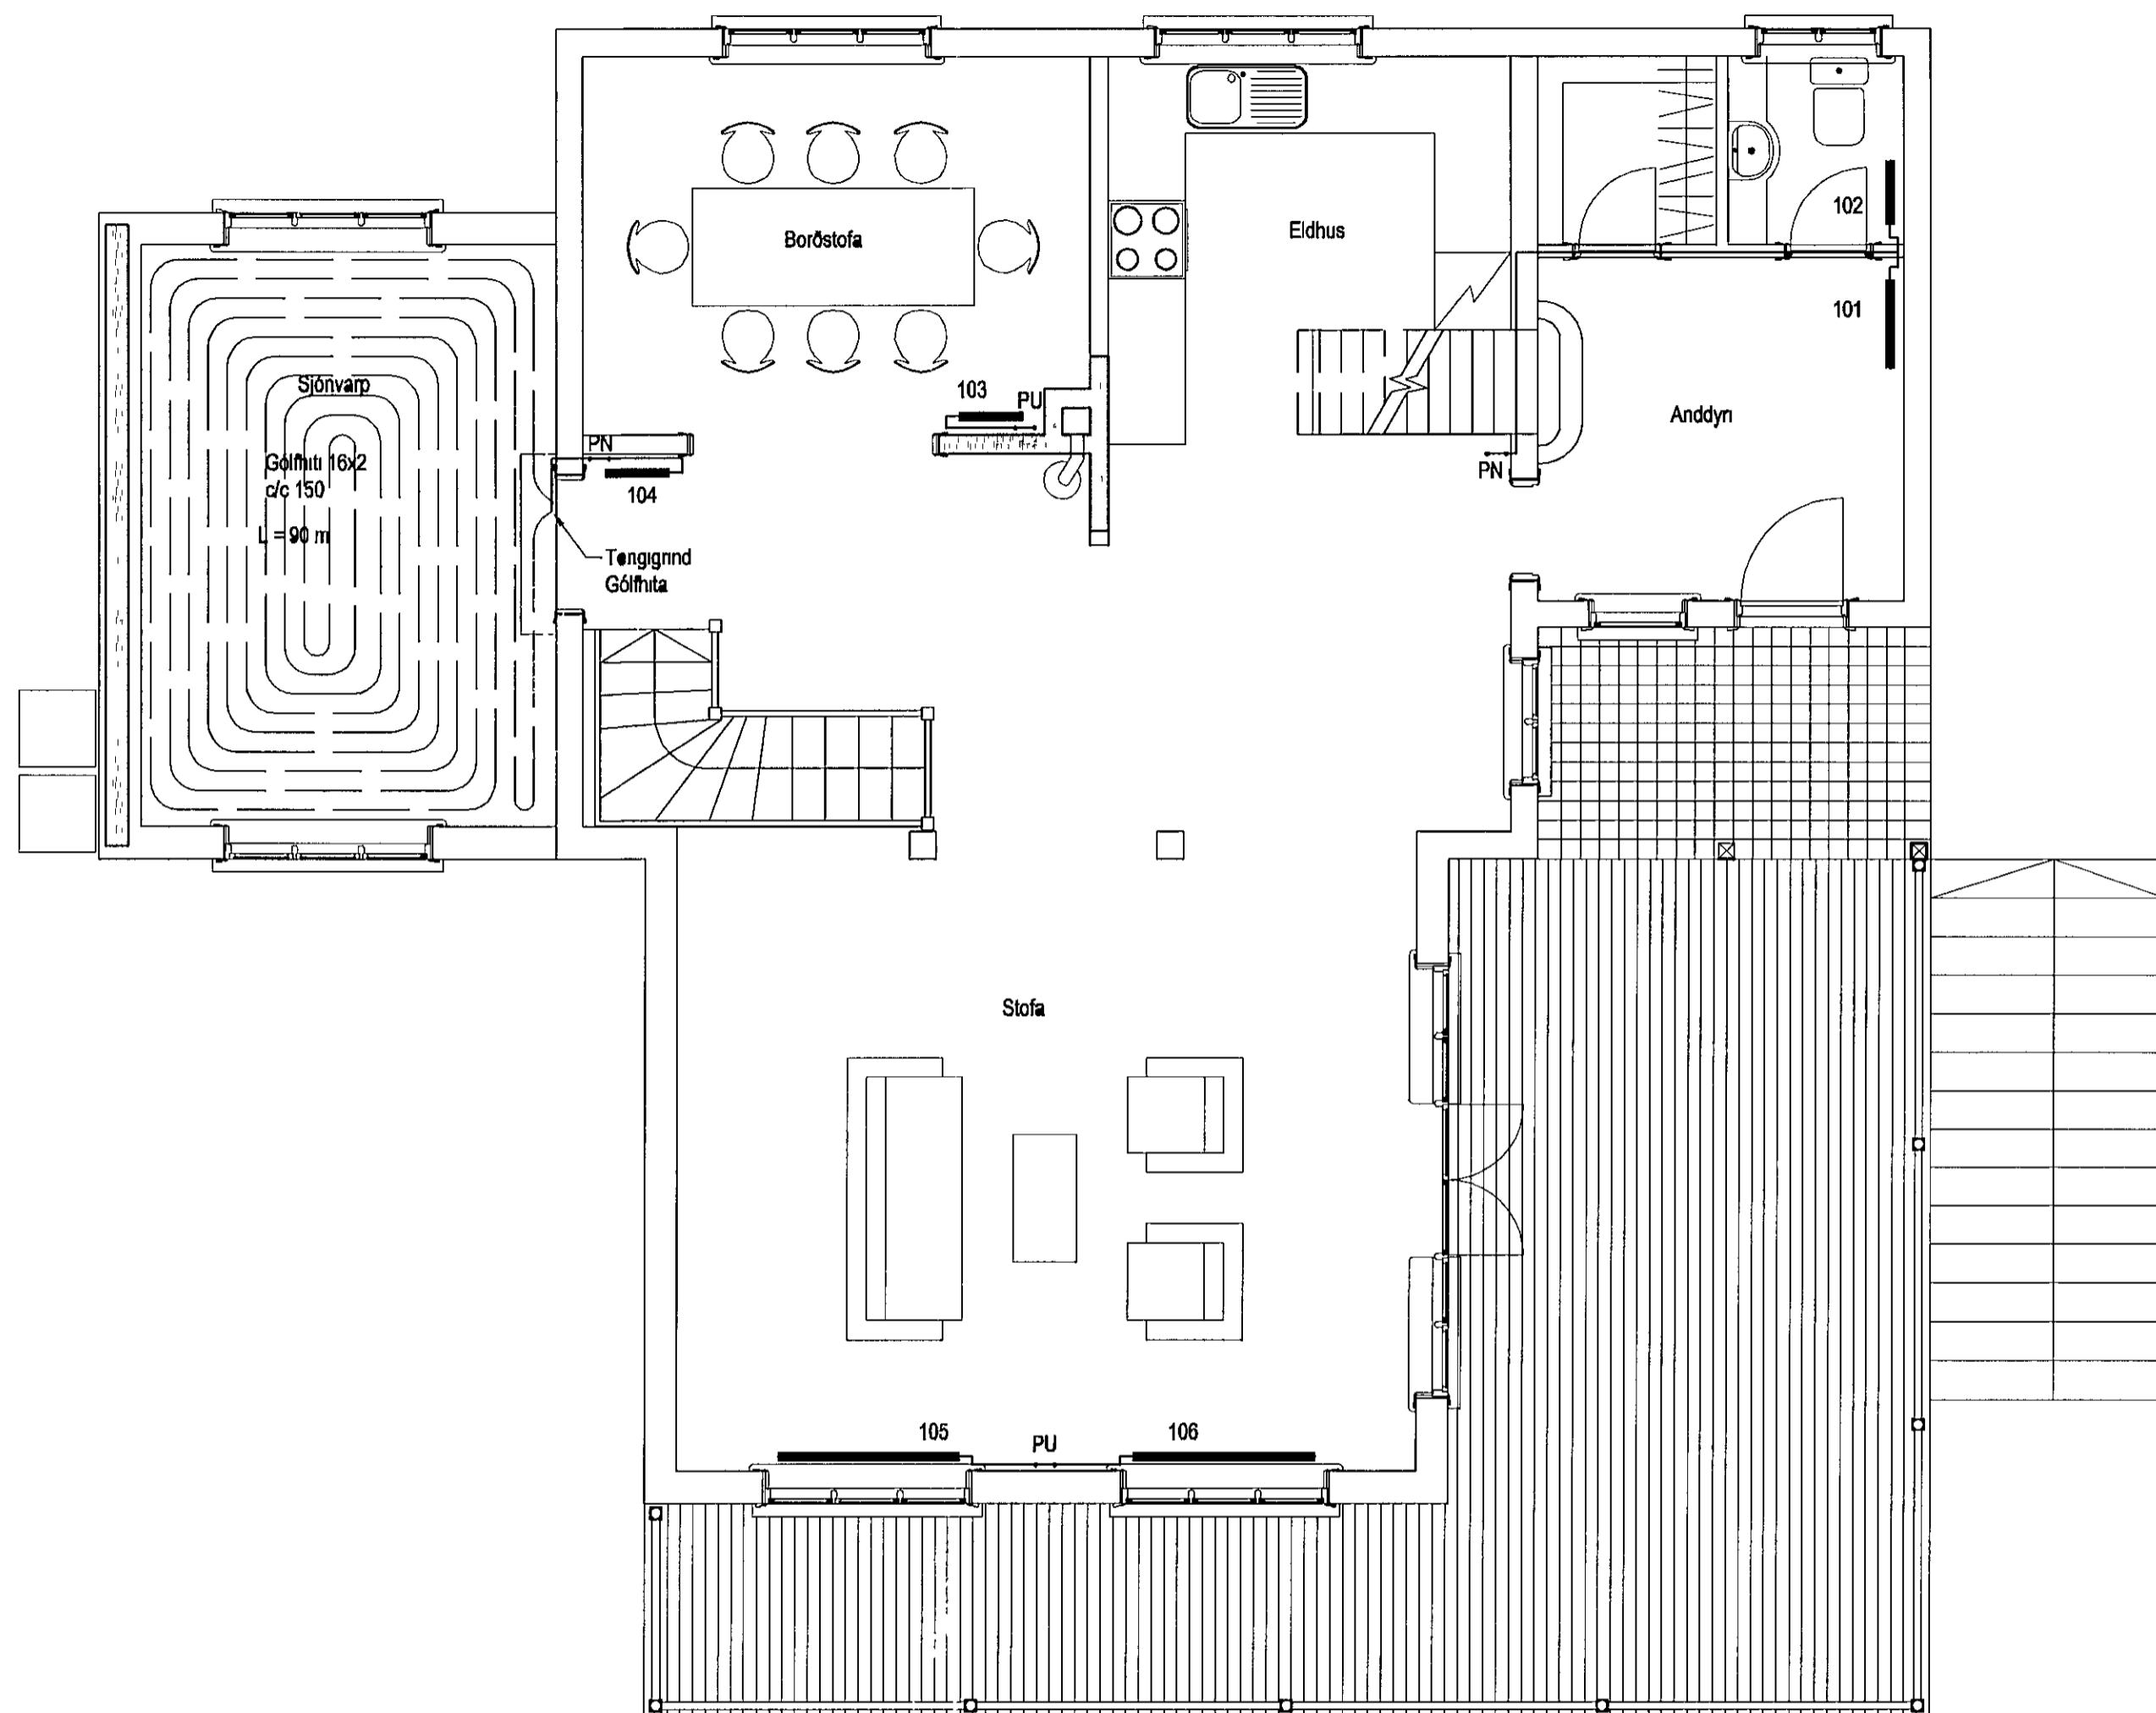 102
Eldhus
Borðstofa
101
Sjónvarp
103
PU
Anddyri
PN
Gólfhiti 16x2
c/c 150
104
PN
L = 90 m
Tengigrind
Gólfhita
Stofa
105
106
PU